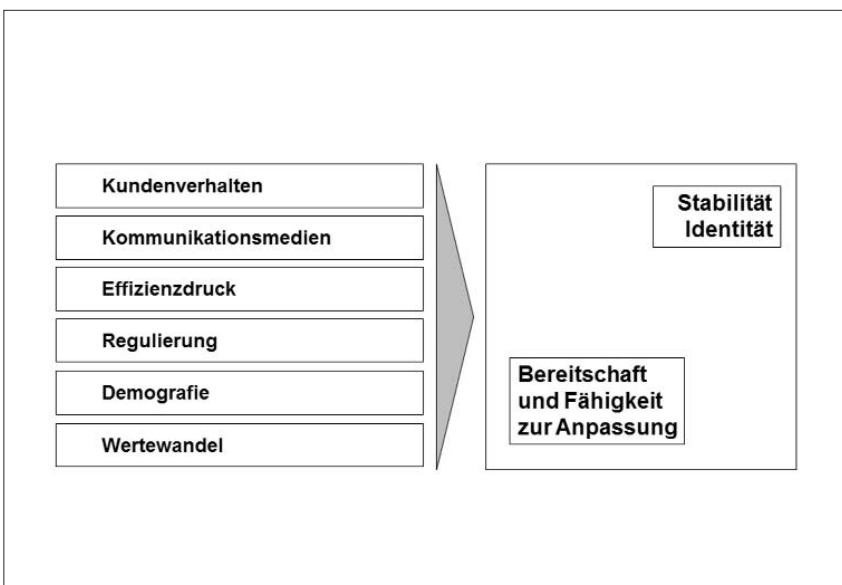 Kundenverhalten
Kommunikationsmedien
Effizienzdruck
Regulierung
Demografie
Wertewandel
Stabilität
Identität
Bereitschaft
und Fähigkeit
zur Anpassung